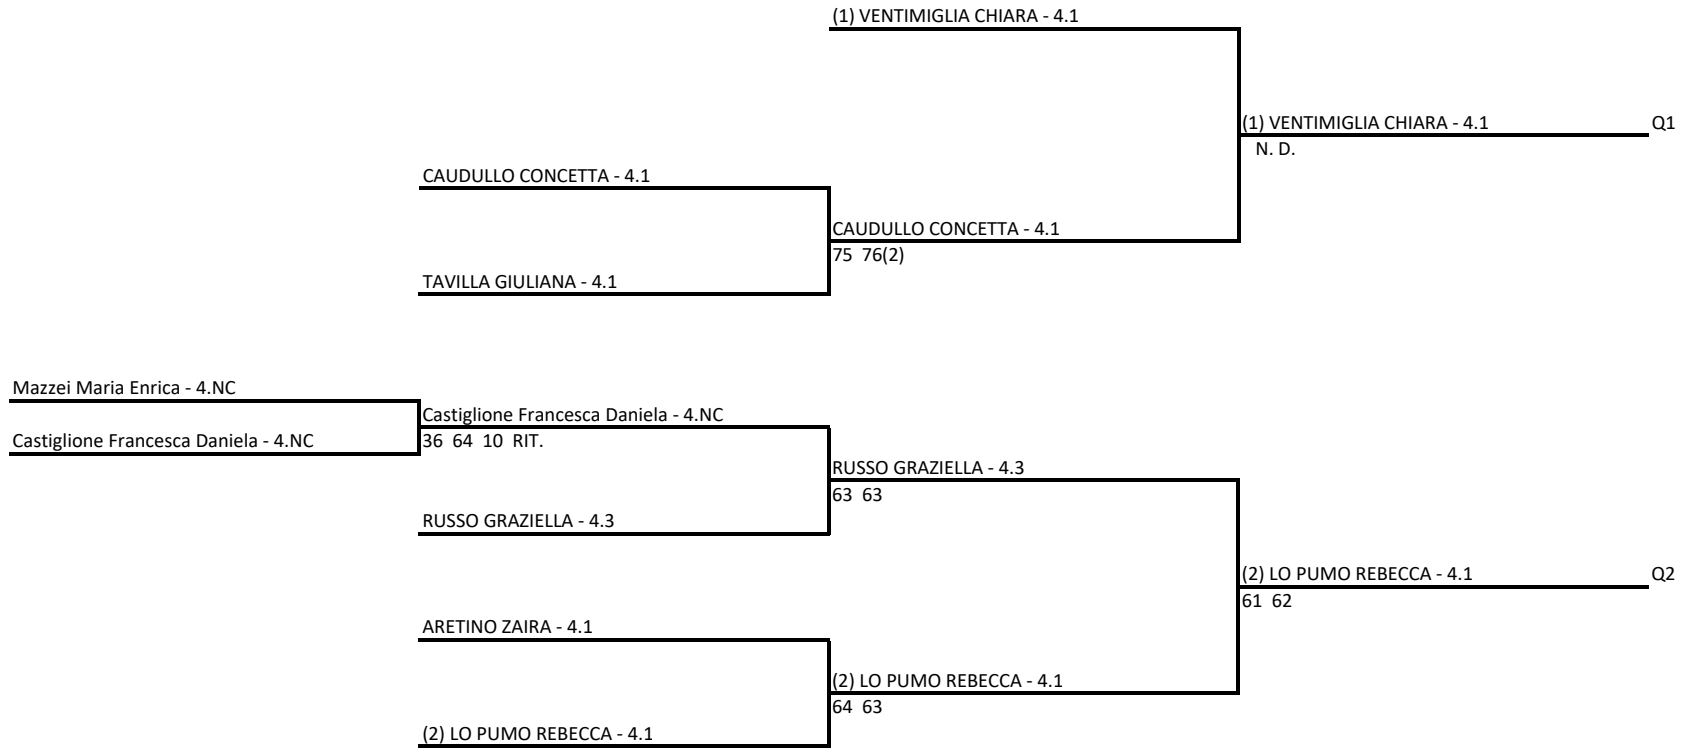 (1) VENTIMIGLIA CHIARA - 4.1
(1) VENTIMIGLIA CHIARA - 4.1 Q1
N. D.
CAUDULLO CONCETTA - 4.1
CAUDULLO CONCETTA - 4.1
75 76(2)
TAVILLA GIULIANA - 4.1
Mazzei Maria Enrica - 4.NC
Castiglione Francesca Daniela - 4.NC
Castiglione Francesca Daniela - 4.NC
36 64 10 RIT.
RUSSO GRAZIELLA - 4.3
63 63
RUSSO GRAZIELLA - 4.3
(2) LO PUMO REBECCA - 4.1 Q2
61 62
ARETINO ZAIRA - 4.1
(2) LO PUMO REBECCA - 4.1
64 63
(2) LO PUMO REBECCA - 4.1